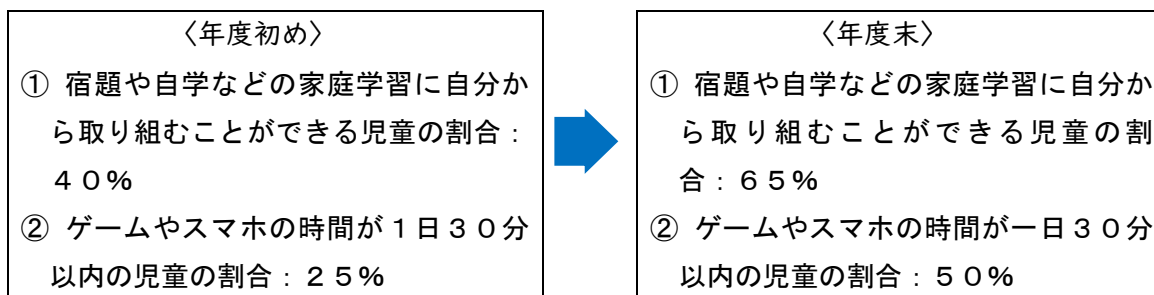 〈年度初め〉
① 宿題や自学などの家庭学習に自分か
ら取り組むことができる児童の割合：
４０％
② ゲームやスマホの時間が１日３０分
以内の児童の割合：２５％
〈年度末〉
① 宿題や自学などの家庭学習に自分か
ら取り組むことができる児童の割
合：６５％
② ゲームやスマホの時間が一日３０分
以内の児童の割合：５０％